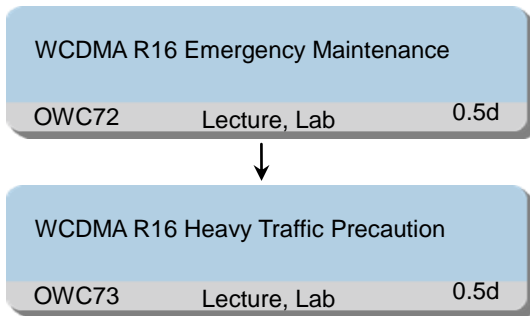 WCDMA R16 Emergency Maintenance
OWC72 Lecture, Lab 0.5d
WCDMA R16 Heavy Traffic Precaution
OWC73 Lecture, Lab 0.5d